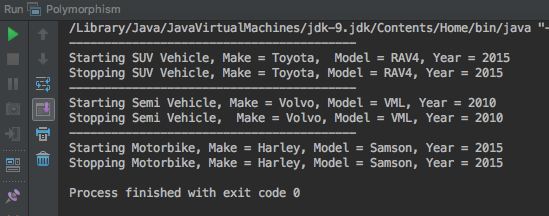 Run Polymorphism
/Library/Java/JavaVirtualMachines/jdk-9.jdk/Contents/Home/bin/java "-
----------------------------------------
Starting SUV Vehicle, Make = Toyota,  Model = RAV4, Year = 2015
Stopping SUV Vehicle, Make = Toyota, Model = RAV4, Year = 2015
----------------------------------------
Starting Semi Vehicle, Make = Volvo, Model = VML, Year = 2010
Stopping Semi Vehicle,  Make = Volvo, Model = VML, Year = 2010
----------------------------------------
Starting Motorbike, Make = Harley, Model = Samson, Year = 2015
Stopping Motorbike, Make = Harley, Model = Samson, Year = 2015
Process finished with exit code 0